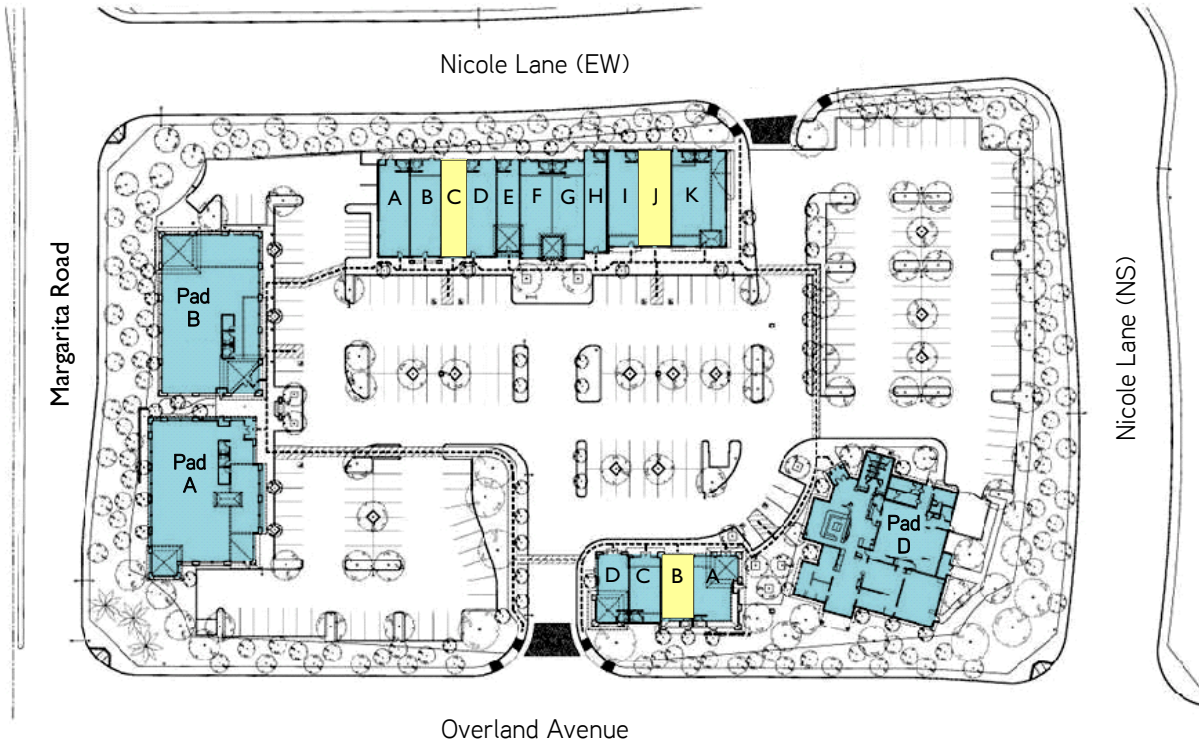 Nicole Lane (EW)
A B C D E F G H I J K
Pad
B
Margarita Road
Nicole Lane (NS)
Pad
A
Pad
D
D C B A
Overland Avenue